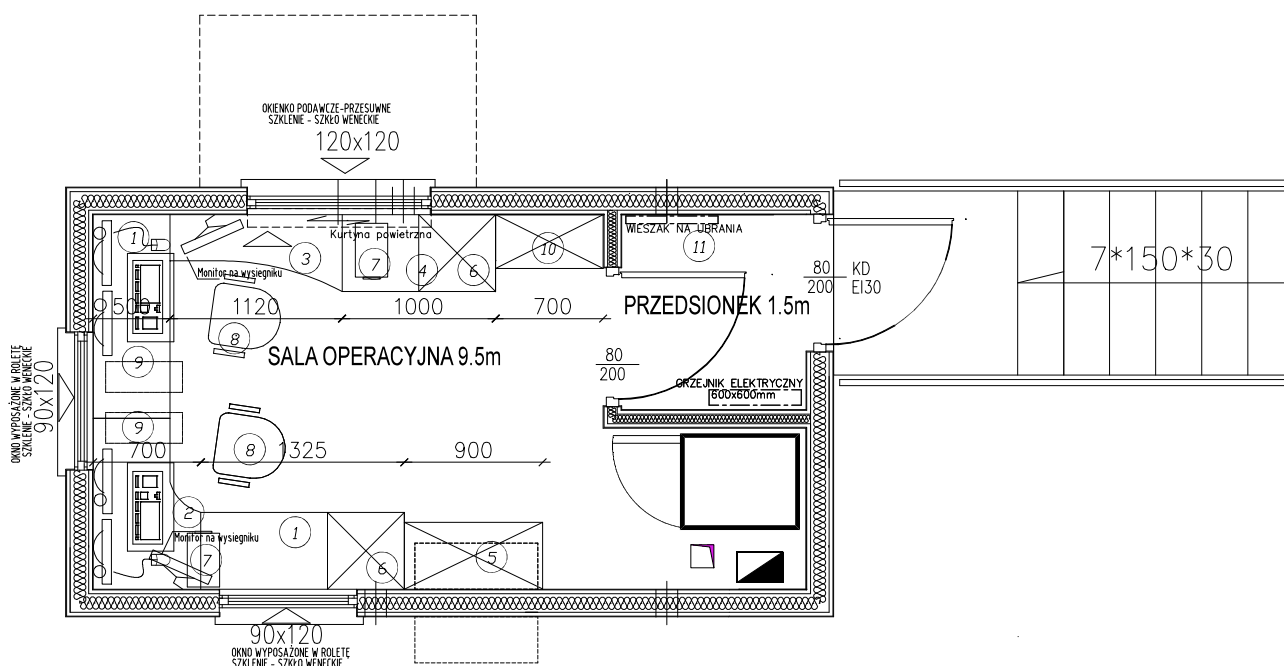 OKIENKO PODAWCZE-PRZESUWNE
SZKLENIE - SZKŁO WENECKIE
120x120
Kurtyna powietrzna
WIESZAK NA UBRANIA
1
3
7
4
6
10
11
Monitor na wysięgniku
80
200
KD
EI30
7*150*30
500
1120
1000
700
PRZEDSIONEK 1.5m
8
SALA OPERACYJNA 9.5m
80
200
9
OKNO WYPOSAŻONE W ROLETĘ
SZKLENIE - SZKŁO WENECKIE
90x120
GRZEJNIK ELEKTRYCZNY
600x600mm
9
700
8
1325
900
2
Monitor na wysięgniku
1
7
6
5
90x120
OKNO WYPOSAŻONE W ROLETĘ
SZKLENIE - SZKŁO WENECKIE